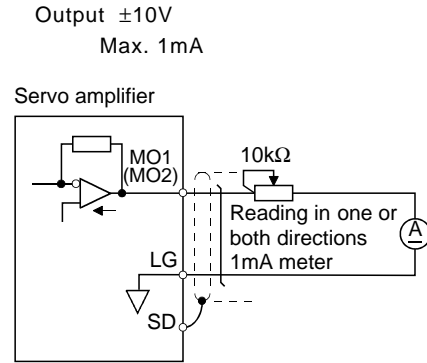 Output ±10V
Max. 1mA
Servo amplifier
MO1
(MO2)
10kΩ
Reading in one or
both directions
1mA meter
A
LG
SD